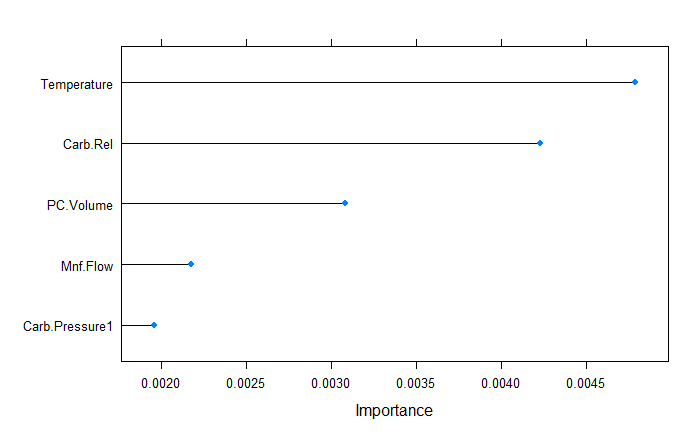 Temperature
Carb.Rel
PC.Volume
Mnf.Flow
Carb.Pressure1
0.0020 0.0025 0.0030 0.0035 0.0040 0.0045
Importance